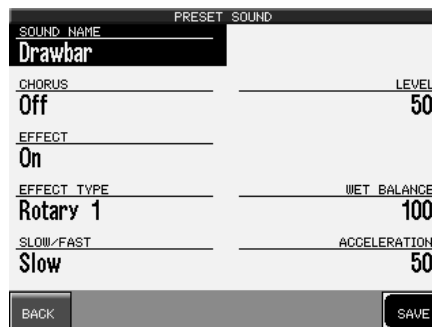 PRESET SOUND
SOUND NAME
Drawbar
CHORUS
Off
LEVEL
50
EFFECT
On
EFFECT TYPE
Rotary 1
WET BALANCE
100
SLOW/FAST
Slow
ACCELERATION
50
BACK
SAVE